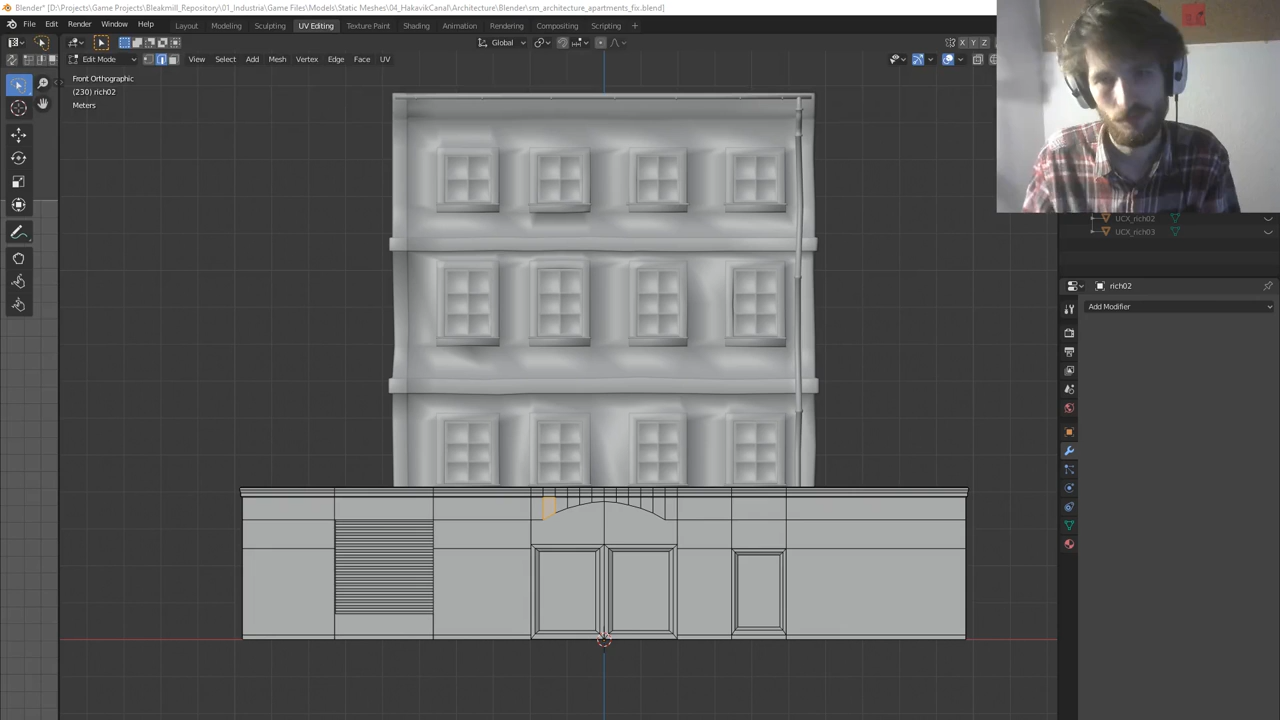 Blender* [D:\Projects\Game Projects\Bleakmill_Repository\01_Industria\Game Files\Models\Static Meshes\04_HakavikCanal\Architecture\Blender\sm_architecture_apartments_fix.blend]
File Edit Render Window Help Layout Modeling Sculpting UV Editing Texture Paint Shading Animation Rendering Compositing Scripting +
Global X Y Z
Edit Mode View Select Add Mesh Vertex Edge Face UV
Front Orthographic
(230) rich02
Meters
UCX_rich02
UCX_rich03
rich02
Add Modifier